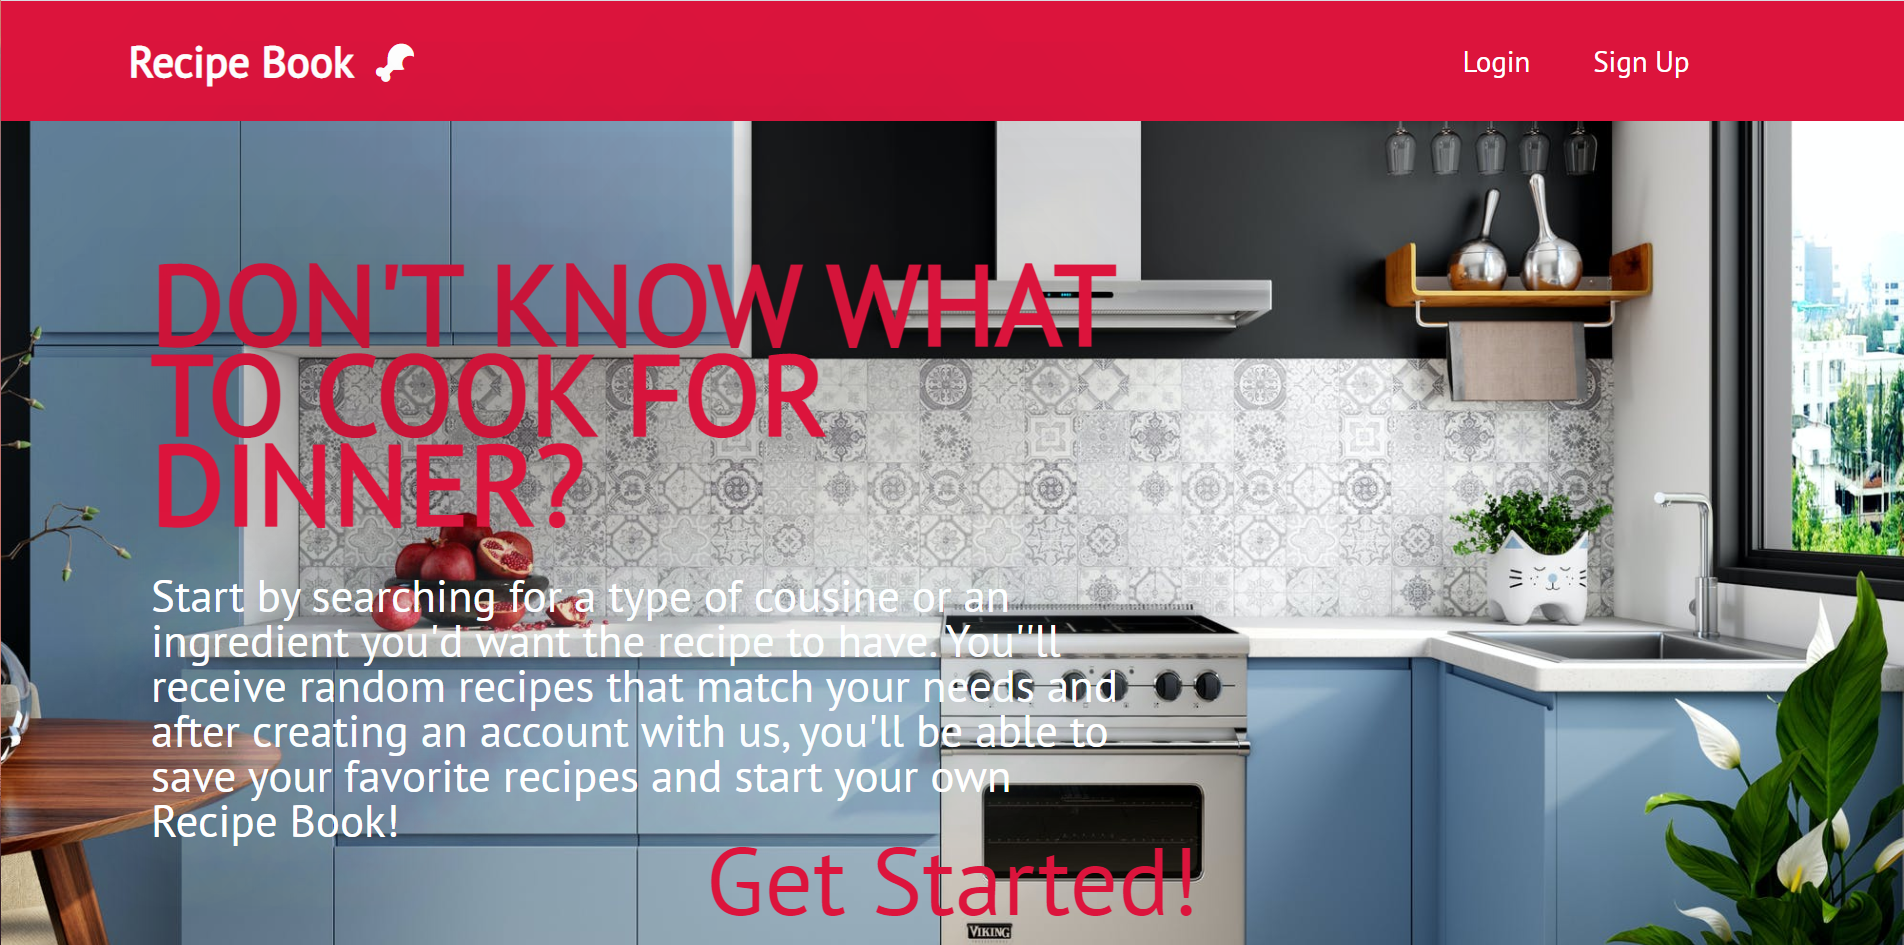 Recipe Book
Login
Sign Up
DON'T KNOW WHAT
TO COOK FOR
DINNER?
Start by searching for a type of cousine or an
ingredient you'd want the recipe to have. You''ll
receive random recipes that match your needs and
after creating an account with us, you'll be able to
save your favorite recipes and start your own
Recipe Book!
Get Started!
VIKING